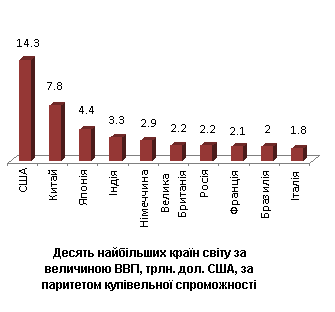 14.3
7.8
4.4
3.3
2.9
2.2
2.2
2.1
2
1.8
США
Китай
Японія
Індія
Німеччина
Велика
Британія
Росія
Франція
Бразилія
Італія
Десять найбільших країн світу за
величиною ВВП, трлн. дол. США, за
паритетом купівельної спроможності